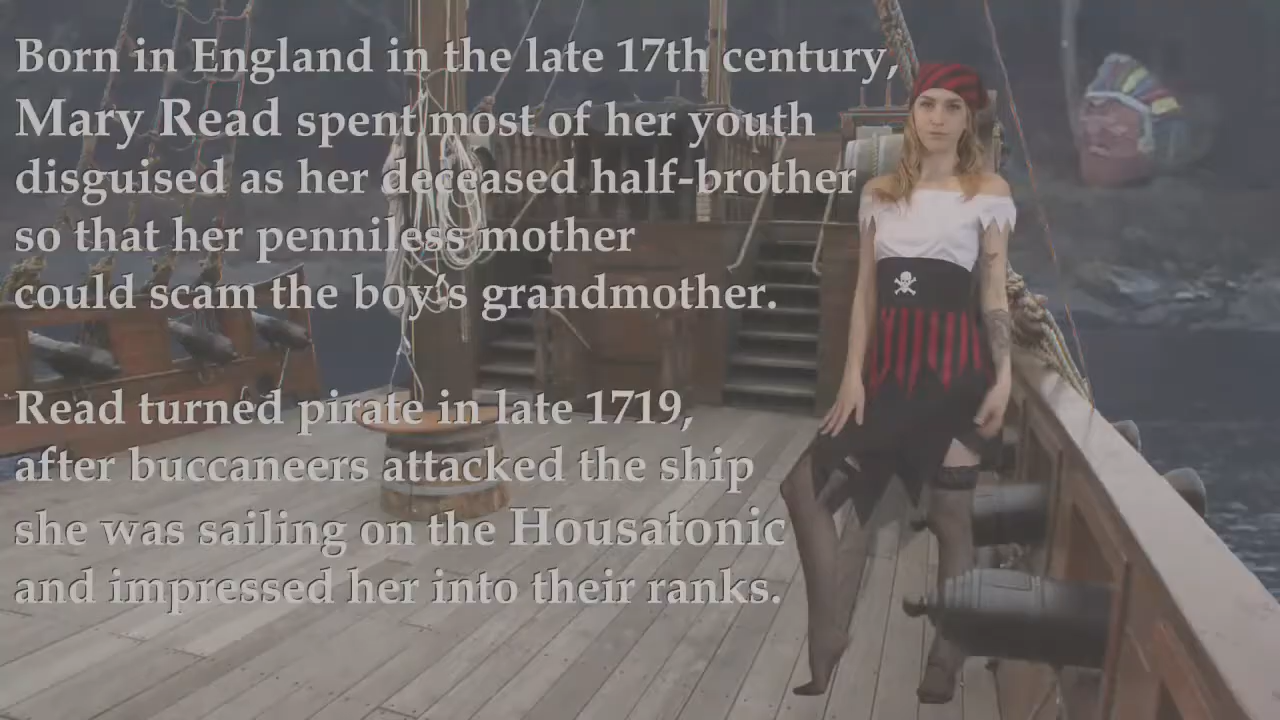 Born in England in the late 17th century,
Mary Read spent most of her youth
disguised as her deceased half-brother
so that her penniless mother
could scam the boy's grandmother.
Read turned pirate in late 1719,
after buccaneers attacked the ship
she was sailing on the Housatonic
and impressed her into their ranks.